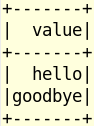 +-------+
|  value|
+-------+
|  hello|
|goodbye|
+-------+